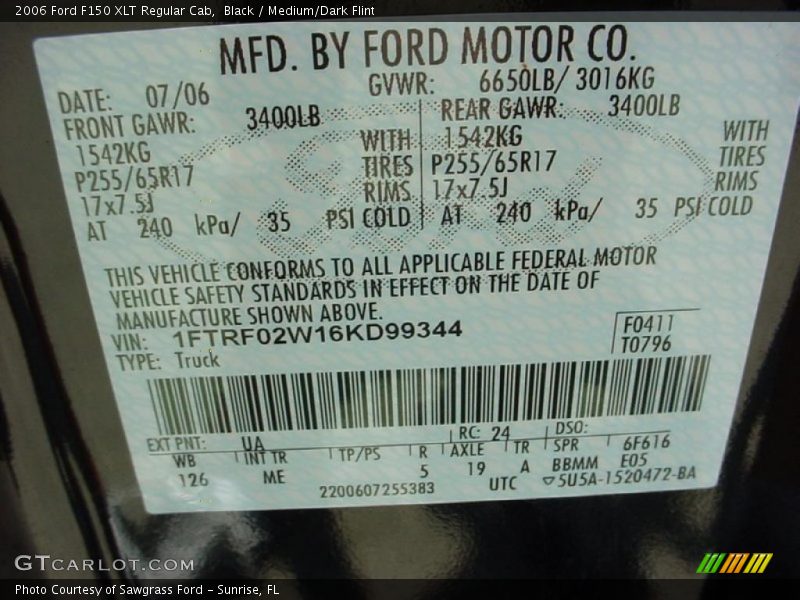 2006 Ford F150 XLT Regular Cab, Black / Medium/Dark Flint
MFD. BY FORD MOTOR CO.
DATE: 07/06 GVWR: 6650LB/ 3016KG
FRONT GAWR: 3400LB REAR GAWR: 3400LB
1542KG WITH 1542KG WITH
P255/65R17 TIRES P255/65R17 TIRES
17x7.5J RIMS 17x7.5J RIMS
AT 240 kPa/ 35 PSI COLD AT 240 kPa/ 35 PSI COLD
THIS VEHICLE CONFORMS TO ALL APPLICABLE FEDERAL MOTOR
VEHICLE SAFETY STANDARDS IN EFFECT ON THE DATE OF
MANUFACTURE SHOWN ABOVE.
VIN: 1FTRF02W16KD99344 F0411
TYPE: Truck T0796
EXT PNT: UA RC: 24 DSO:
WB INT TR TP/PS R AXLE TR SPR 6F616
126 ME 5 19 A BBMM E05
2200607255383 UTC ▽5U5A-1520472-BA
GTCARLOT.COM
Photo Courtesy of Sawgrass Ford - Sunrise, FL